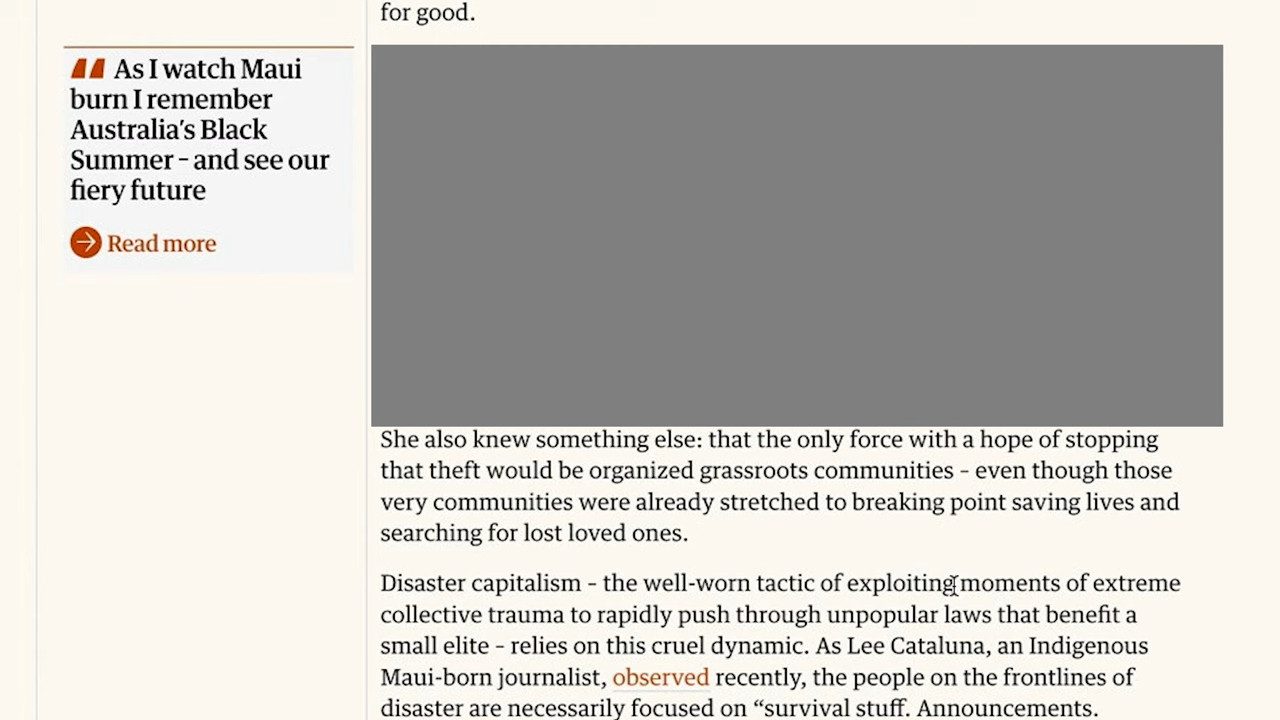 for good.
As I watch Maui
burn I remember
Australia's Black
Summer – and see our
fiery future
Read more
She also knew something else: that the only force with a hope of stopping
that theft would be organized grassroots communities – even though those
very communities were already stretched to breaking point saving lives and
searching for lost loved ones.
Disaster capitalism – the well-worn tactic of exploiting moments of extreme
collective trauma to rapidly push through unpopular laws that benefit a
small elite – relies on this cruel dynamic. As Lee Cataluna, an Indigenous
Maui-born journalist, observed recently, the people on the frontlines of
disaster are necessarily focused on “survival stuff. Announcements.